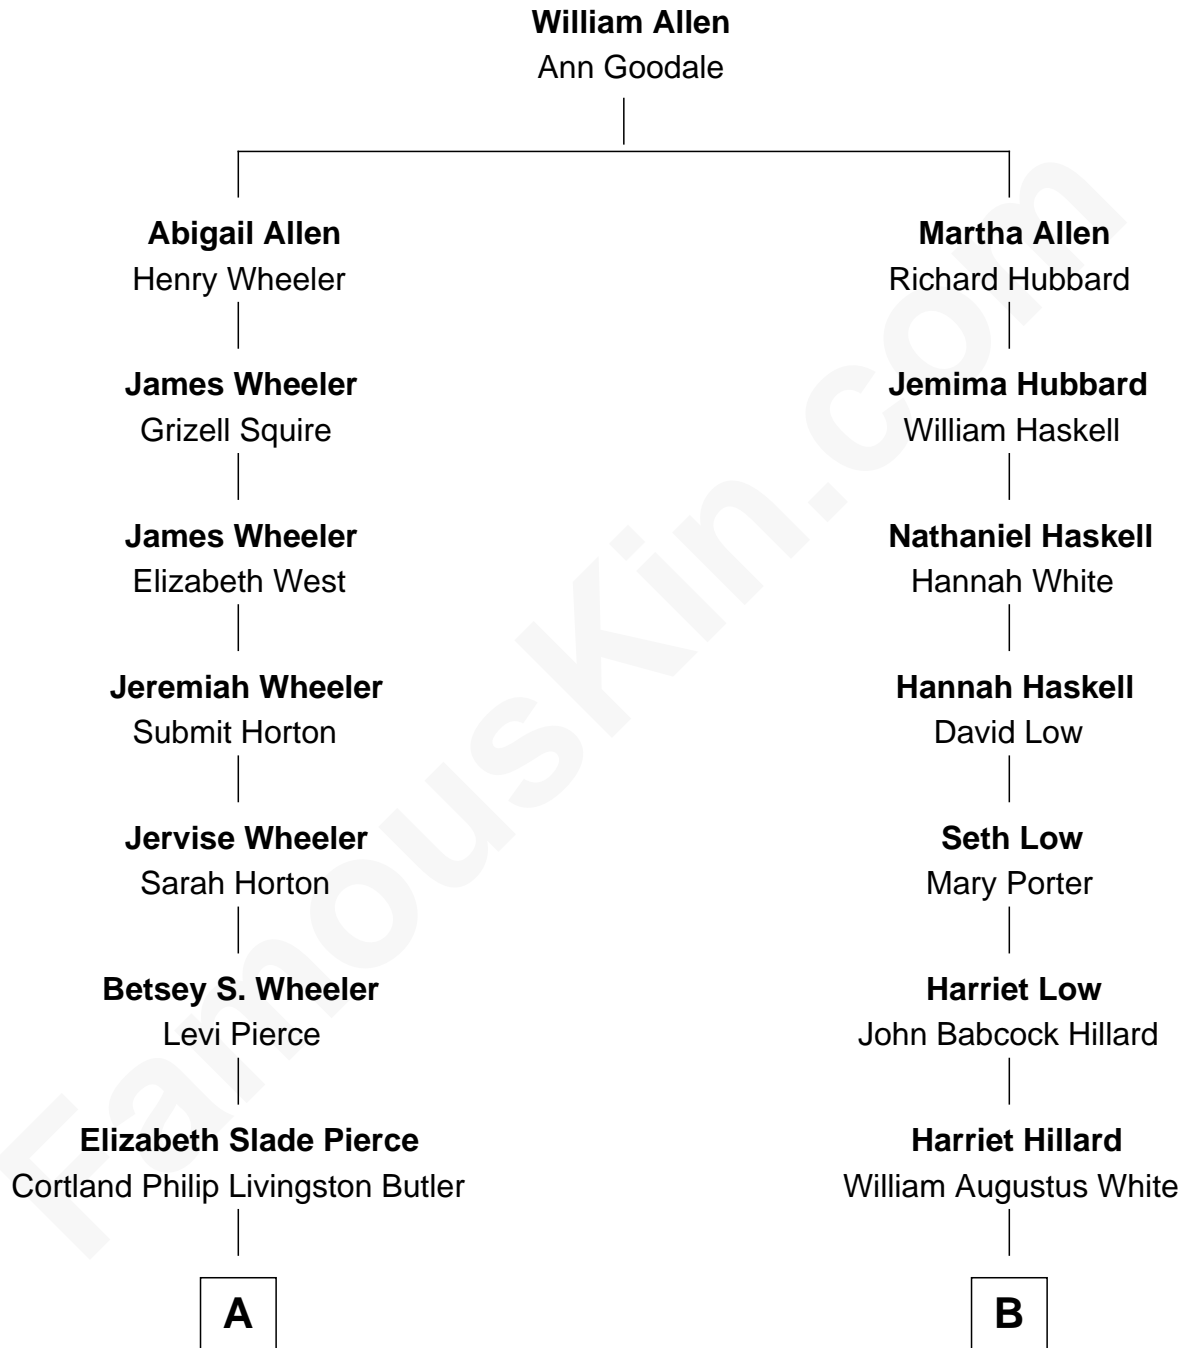 William Allen
Ann Goodale
Abigail Allen
Henry Wheeler
Martha Allen
Richard Hubbard
James Wheeler
Grizell Squire
Jemima Hubbard
William Haskell
James Wheeler
Elizabeth West
Nathaniel Haskell
Hannah White
Jeremiah Wheeler
Submit Horton
Hannah Haskell
David Low
Jervise Wheeler
Sarah Horton
Seth Low
Mary Porter
Betsey S. Wheeler
Levi Pierce
Harriet Low
John Babcock Hillard
Elizabeth Slade Pierce
Cortland Philip Livingston Butler
Harriet Hillard
William Augustus White
A
B
FamousKin.com